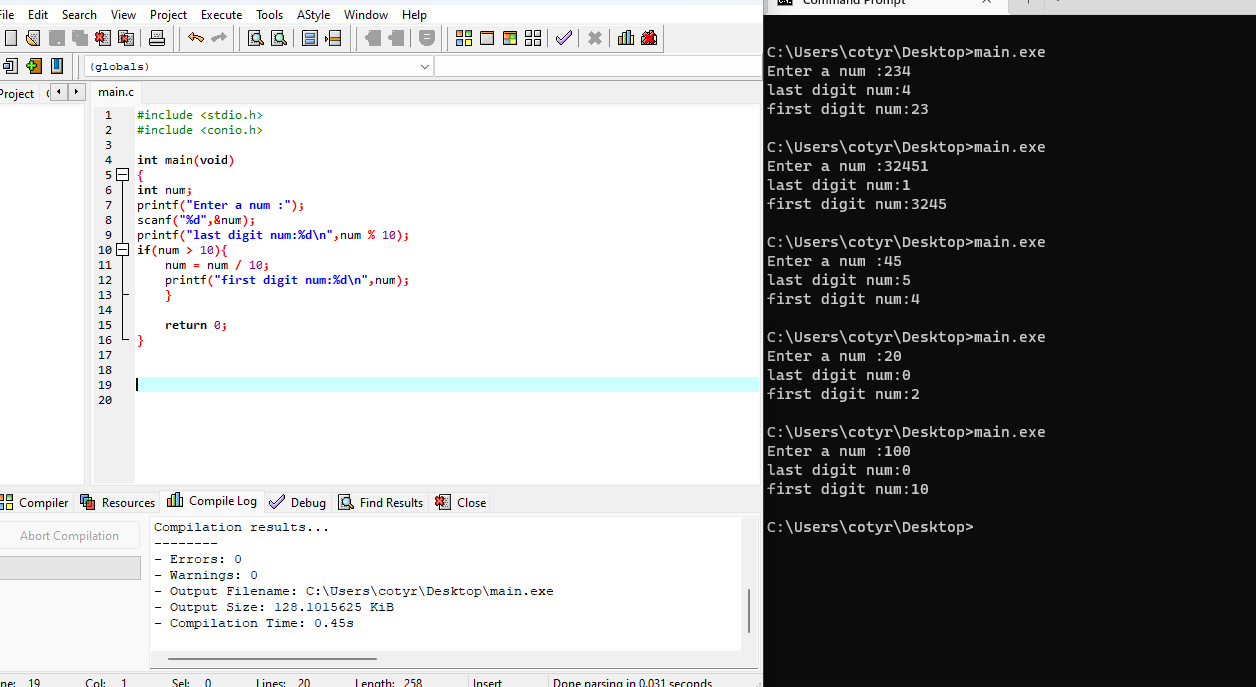 File Edit Search View Project Execute Tools AStyle Window Help
(globals)
Project
main.c
1 #include <stdio.h>
2 #include <conio.h>
3
4 int main(void)
5 {
6 int num;
7 printf("Enter a num :");
8 scanf("%d",&num);
9 printf("last digit num:%d\n",num % 10);
10 if(num > 10){
11 num = num / 10;
12 printf("first digit num:%d\n",num);
13 }
14
15 return 0;
16 }
17
18
19
20
Compiler Resources Compile Log Debug Find Results Close
Abort Compilation
Compilation results...
--------
- Errors: 0
- Warnings: 0
- Output Filename: C:\Users\cotyr\Desktop\main.exe
- Output Size: 128.1015625 KiB
- Compilation Time: 0.45s
Line: 19 Col: 1 Sel: 0 Lines: 20 Length: 258 Insert Done parsing in 0.031 seconds
Command Prompt
C:\Users\cotyr\Desktop>main.exe
Enter a num :234
last digit num:4
first digit num:23
C:\Users\cotyr\Desktop>main.exe
Enter a num :32451
last digit num:1
first digit num:3245
C:\Users\cotyr\Desktop>main.exe
Enter a num :45
last digit num:5
first digit num:4
C:\Users\cotyr\Desktop>main.exe
Enter a num :20
last digit num:0
first digit num:2
C:\Users\cotyr\Desktop>main.exe
Enter a num :100
last digit num:0
first digit num:10
C:\Users\cotyr\Desktop>